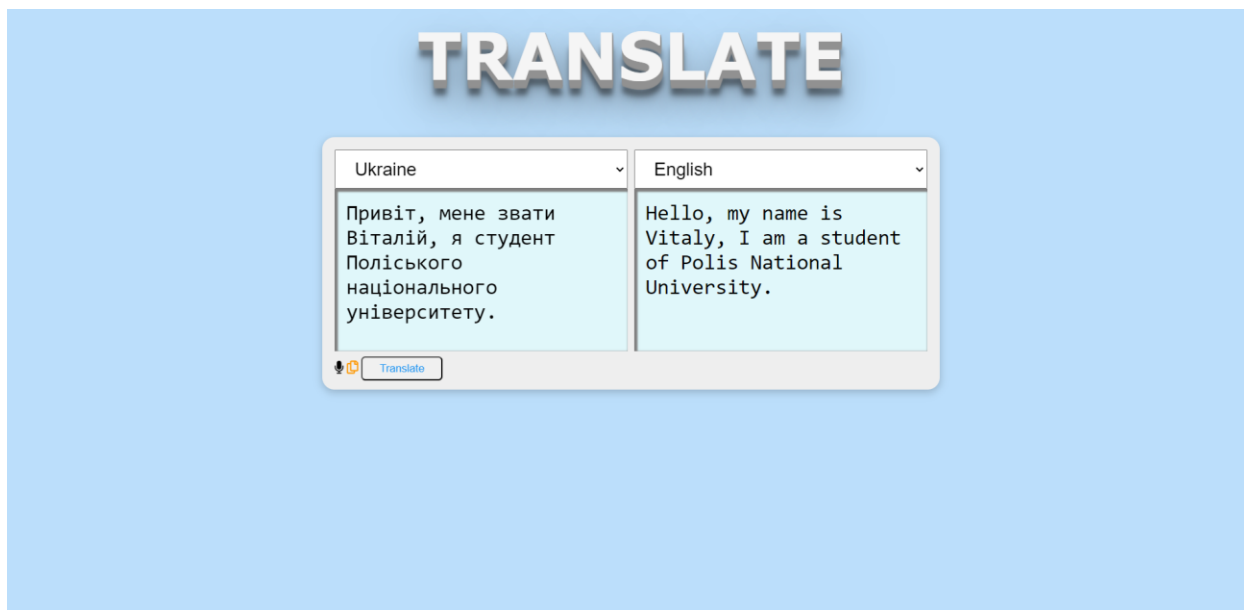 TRANSLATE
Ukraine
English
Привіт, мене звати
Віталій, я студент
Поліського
національного
університету.
Hello, my name is
Vitaly, I am a student
of Polis National
University.
Translate